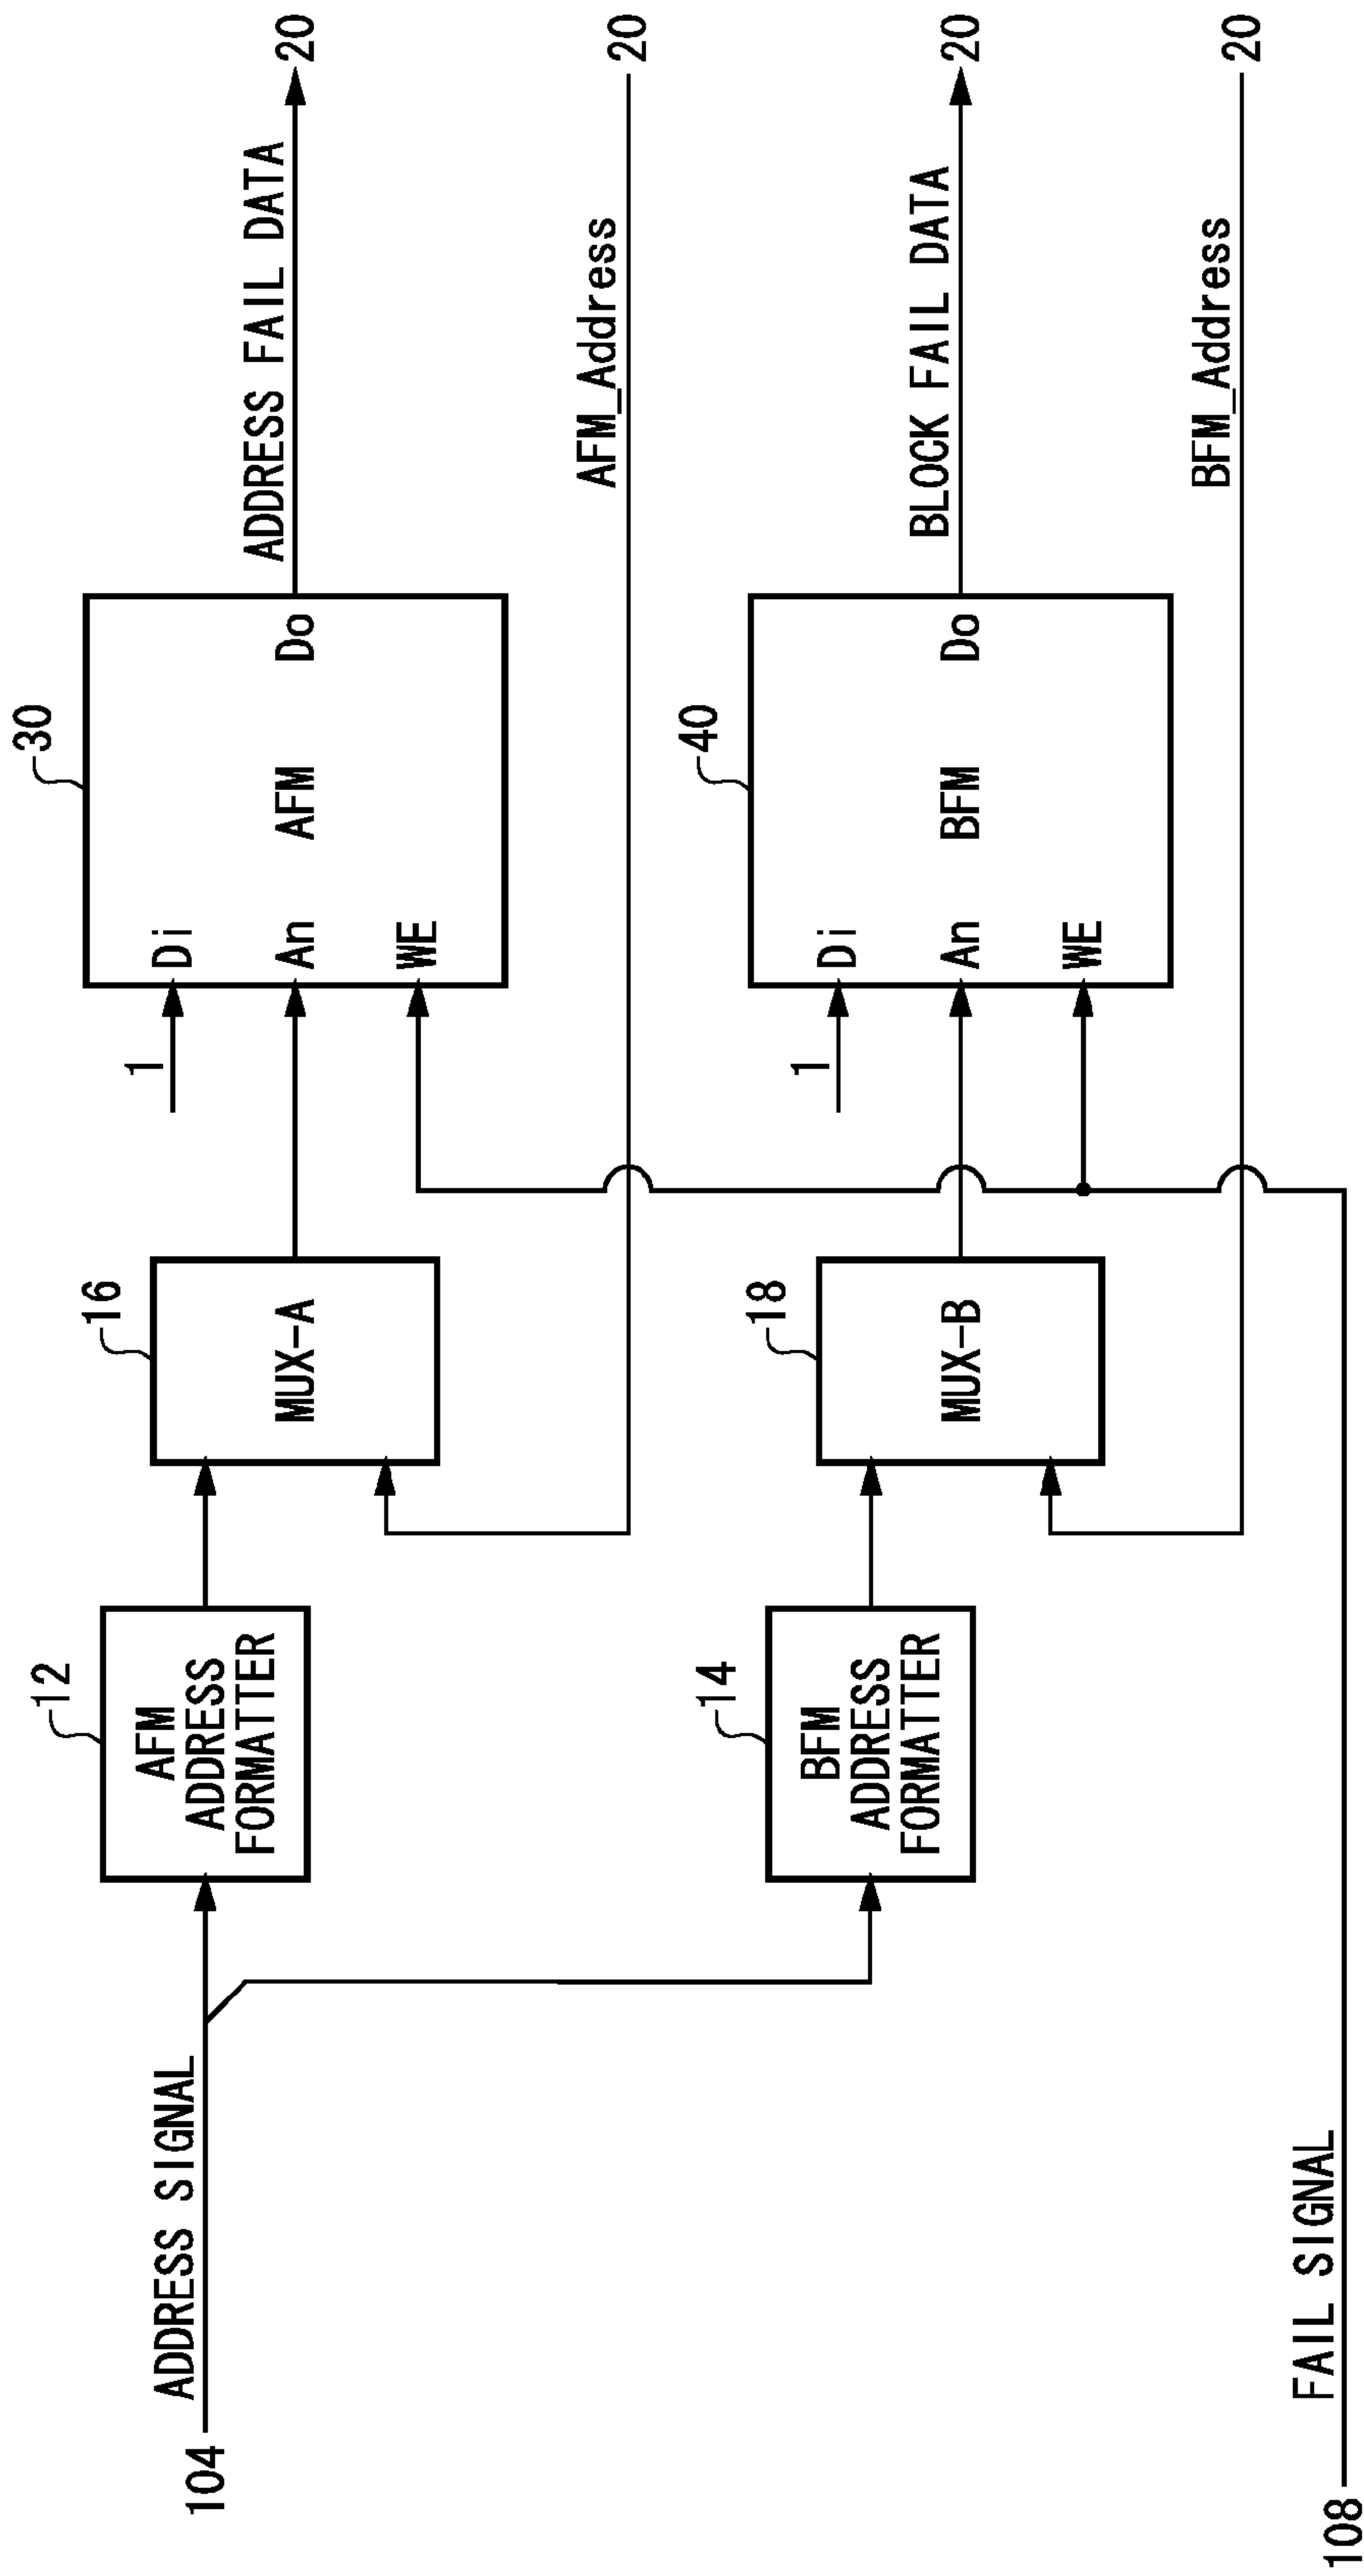 104
ADDRESS SIGNAL
12
AFM
ADDRESS
FORMATTER
16
MUX-A
1
30
Di
An
WE
AFM
Do
ADDRESS FAIL DATA
20
AFM_Address
20
14
BFM
ADDRESS
FORMATTER
18
MUX-B
1
40
Di
An
WE
BFM
Do
BLOCK FAIL DATA
20
BFM_Address
20
108
FAIL SIGNAL